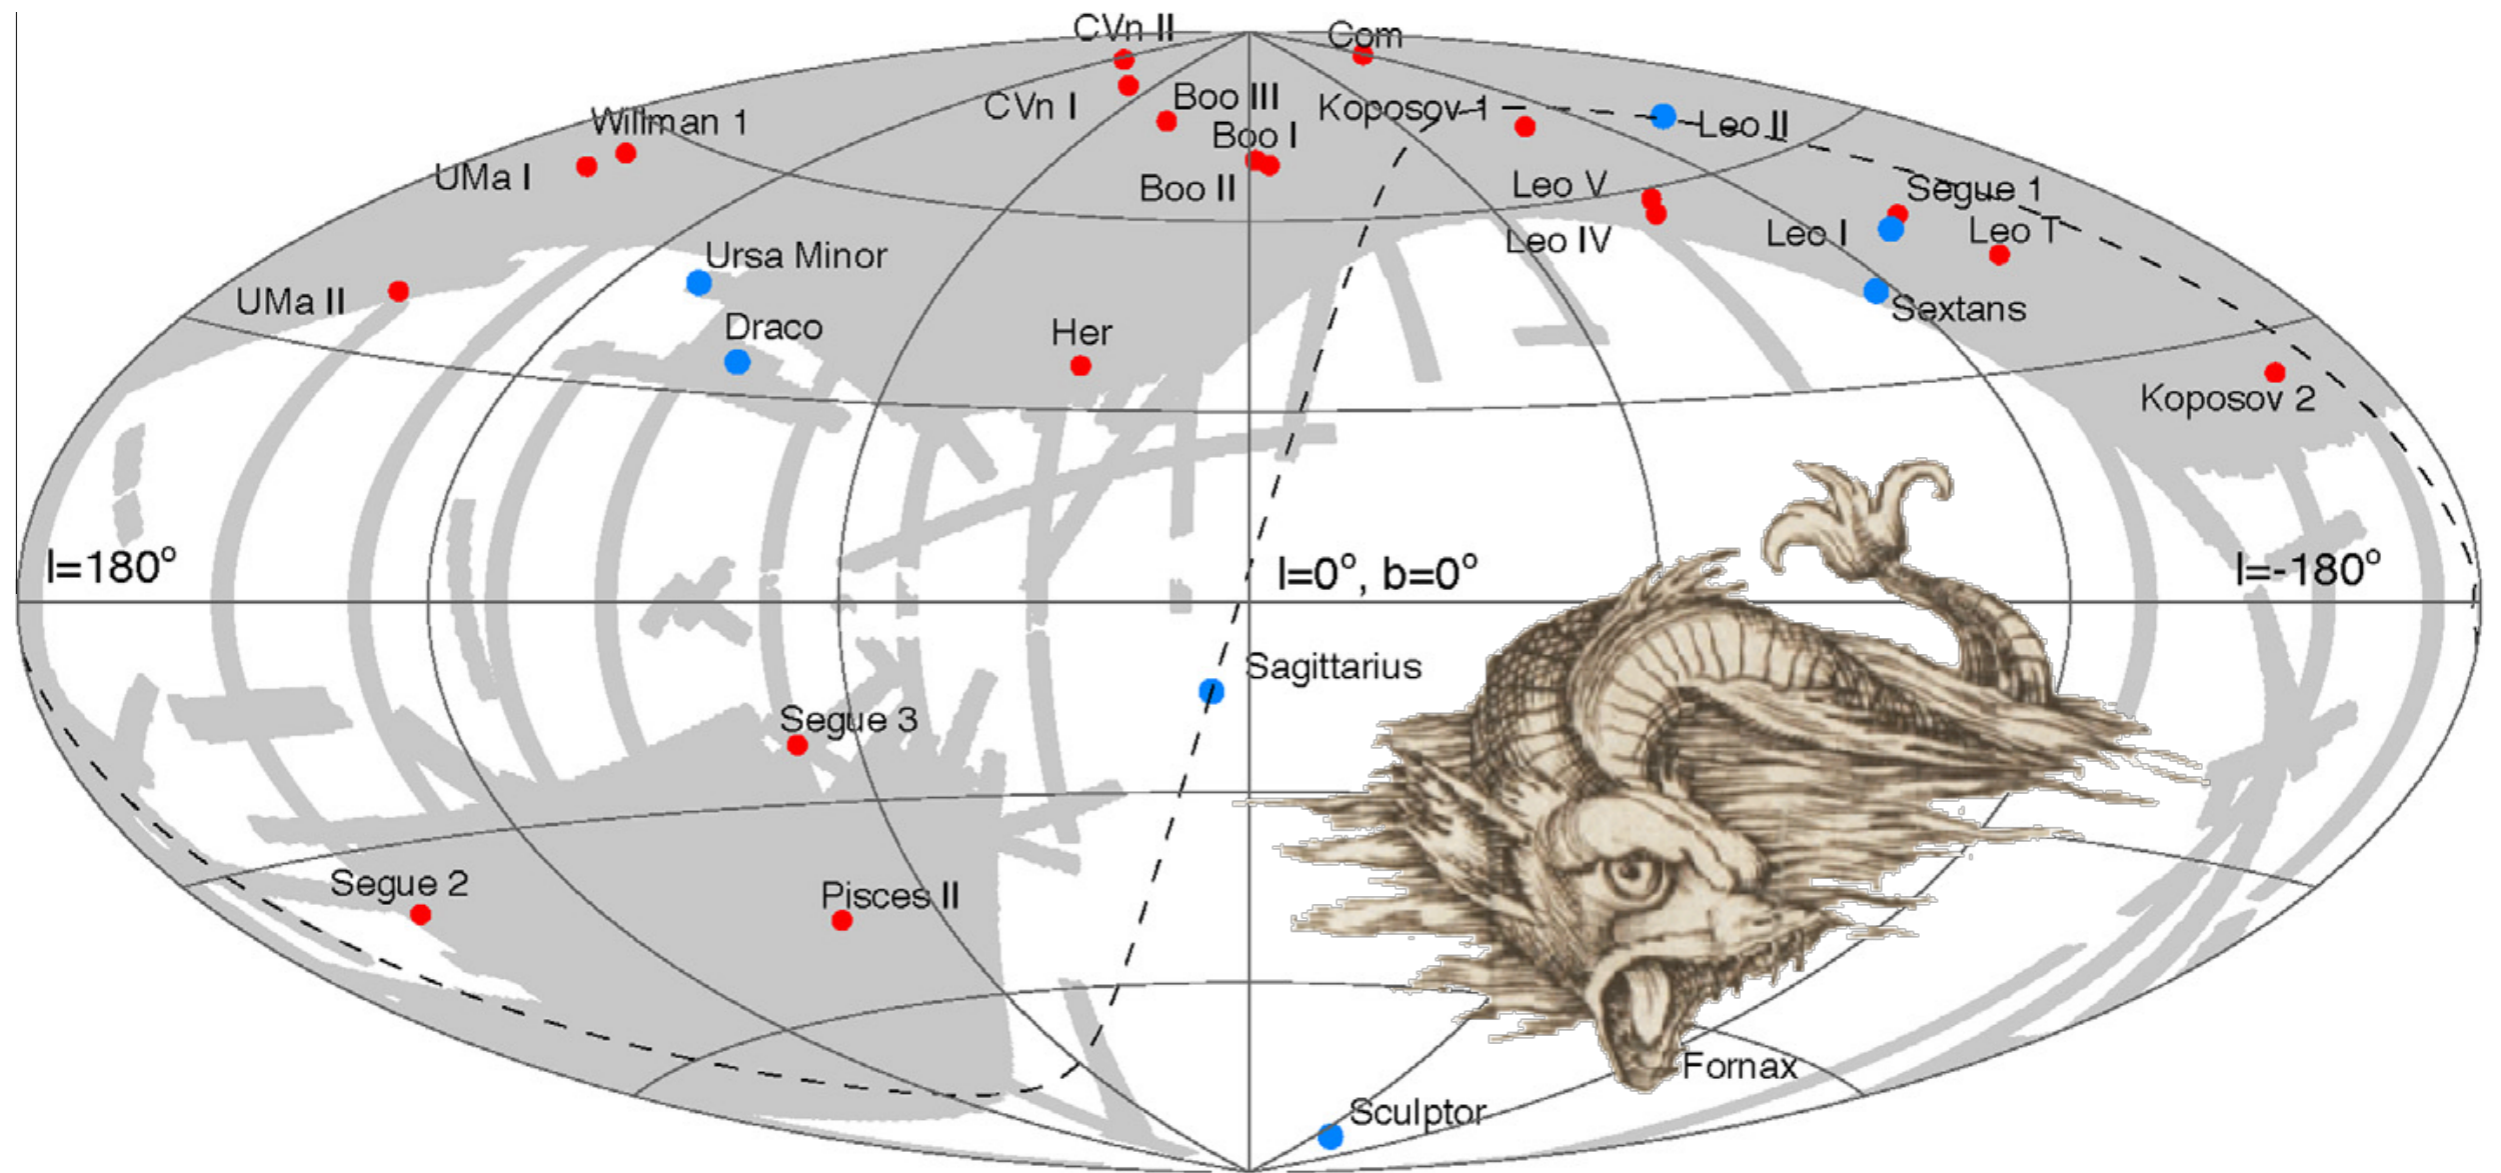 CVn II
Com
CVn I
Boo III
Koposov 1
Willman 1
Boo I
Leo II
UMa I
Boo II
Leo V
Segue 1
Leo I
Leo T
Leo IV
Ursa Minor
UMa II
Sextans
Draco
Her
Koposov 2
l=180°
l=0°, b=0°
l=-180°
Sagittarius
Segue 3
Segue 2
Pisces II
Fornax
Sculptor